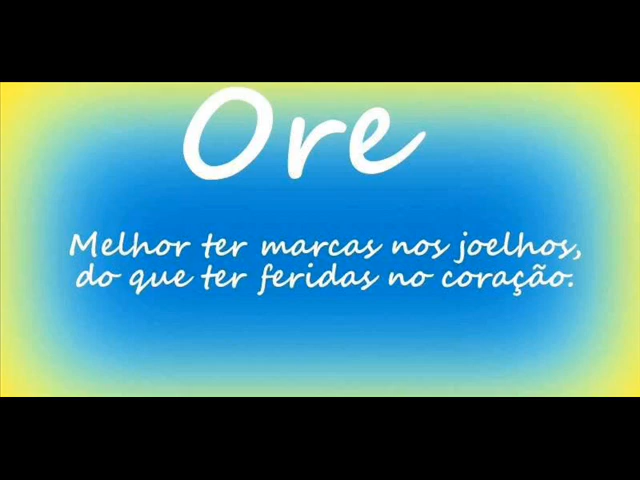 Ore
Melhor ter marcas nos joelhos,
do que ter feridas no coração.